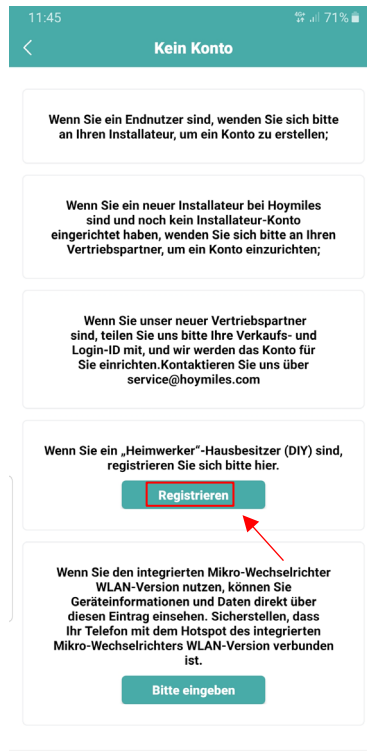 11:45
71%
Kein Konto
Wenn Sie ein Endnutzer sind, wenden Sie sich bitte
an Ihren Installateur, um ein Konto zu erstellen;
Wenn Sie ein neuer Installateur bei Hoymiles
sind und noch kein Installateur-Konto
eingerichtet haben, wenden Sie sich bitte an Ihren
Vertriebspartner, um ein Konto einzurichten;
Wenn Sie unser neuer Vertriebspartner
sind, teilen Sie uns bitte Ihre Verkaufs- und
Login-ID mit, und wir werden das Konto für
Sie einrichten.Kontaktieren Sie uns über
service@hoymiles.com
Wenn Sie ein „Heimwerker“-Hausbesitzer (DIY) sind,
registrieren Sie sich bitte hier.
Registrieren
Wenn Sie den integrierten Mikro-Wechselrichter
WLAN-Version nutzen, können Sie
Geräteinformationen und Daten direkt über
diesen Eintrag einsehen. Sicherstellen, dass
Ihr Telefon mit dem Hotspot des integrierten
Mikro-Wechselrichters WLAN-Version verbunden
ist.
Bitte eingeben